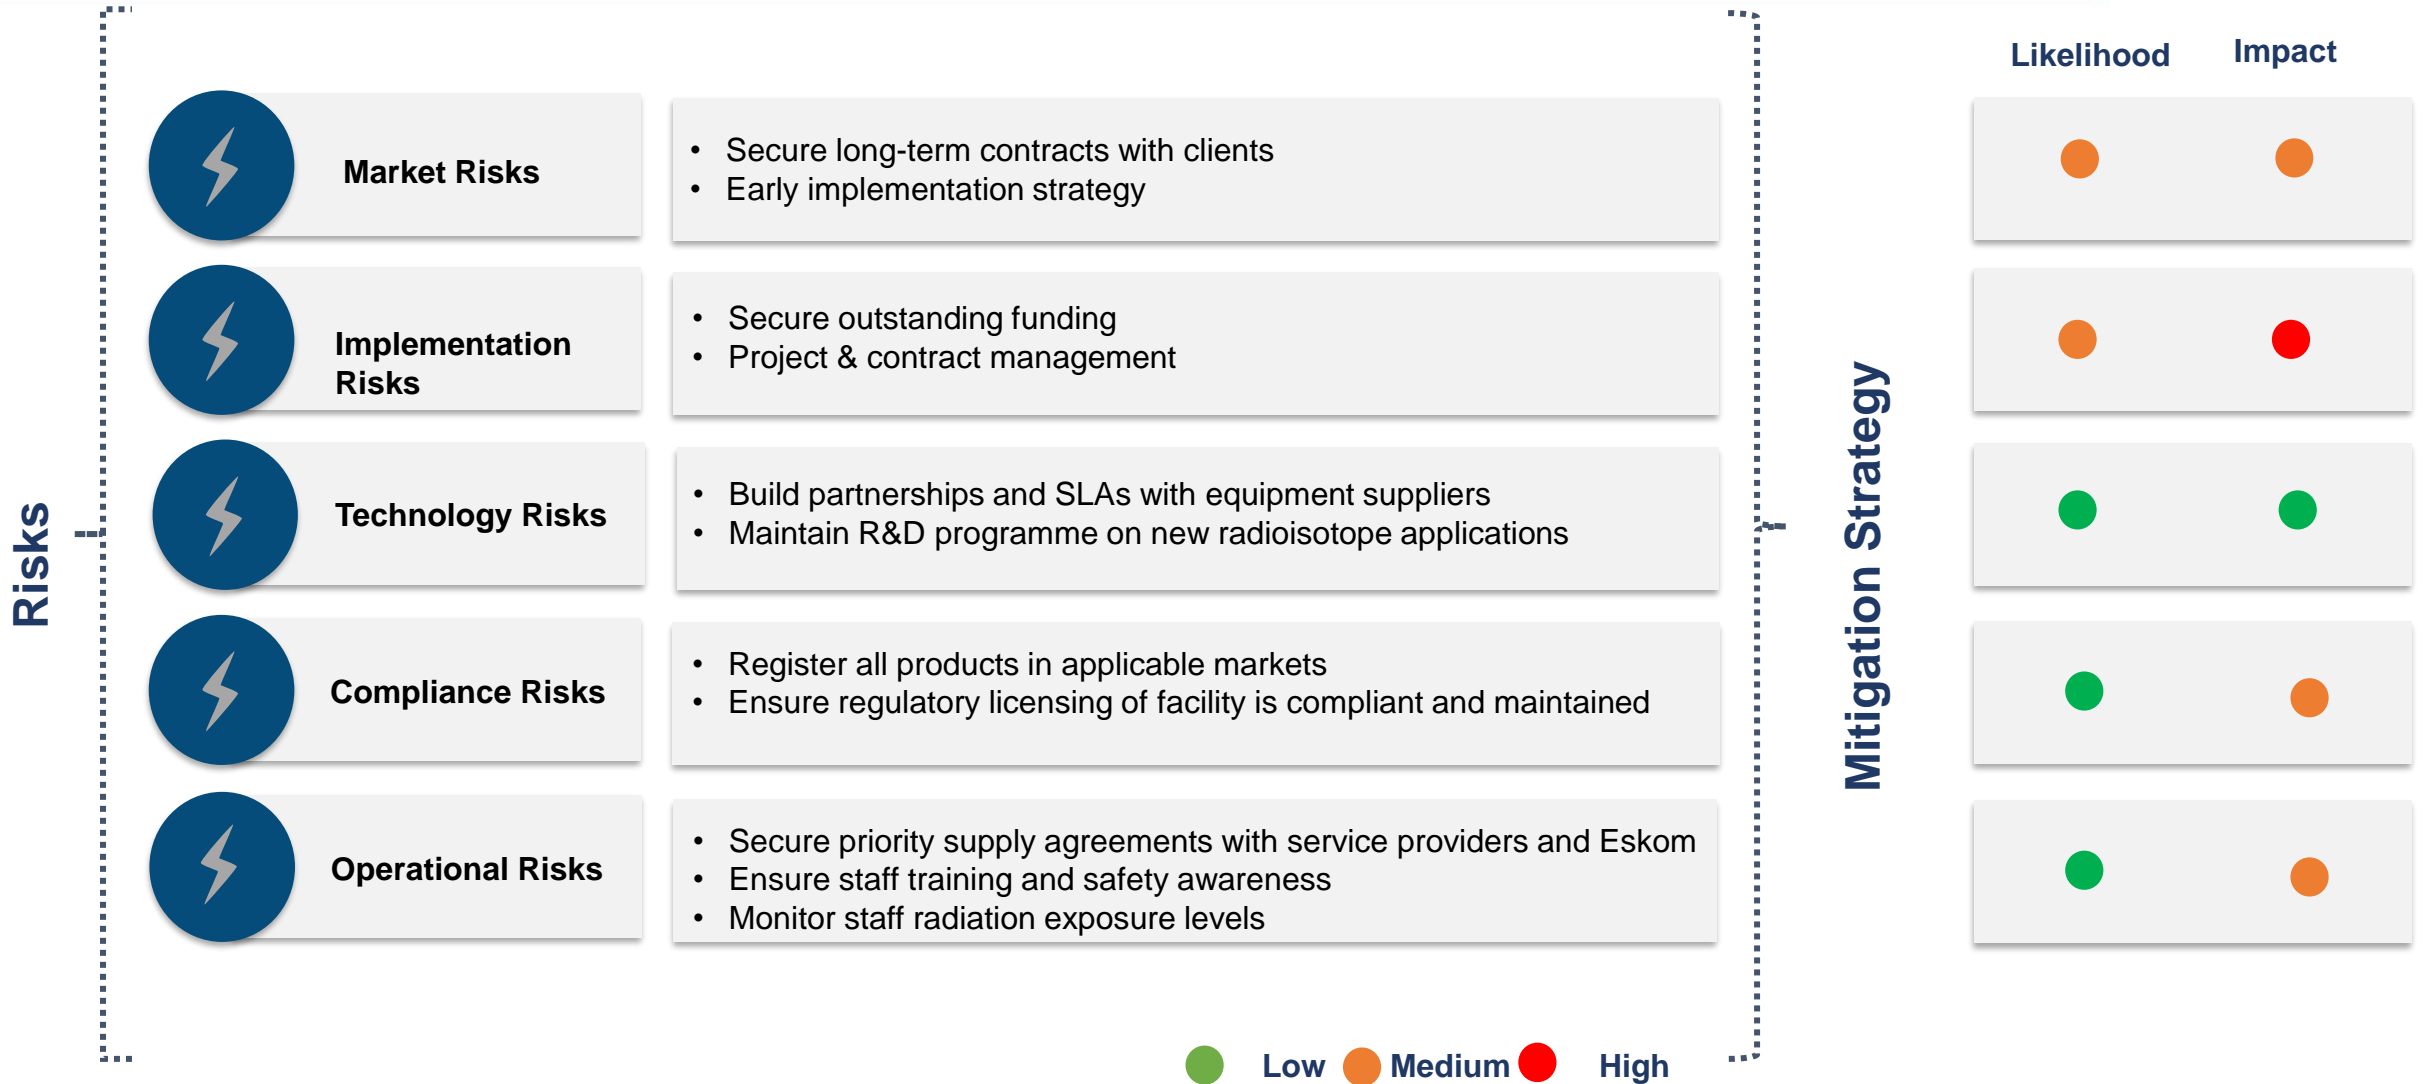 Likelihood Impact
Risks
Market Risks
• Secure long-term contracts with clients
• Early implementation strategy
Implementation
Risks
• Secure outstanding funding
• Project & contract management
Technology Risks
• Build partnerships and SLAs with equipment suppliers
• Maintain R&D programme on new radioisotope applications
Compliance Risks
• Register all products in applicable markets
• Ensure regulatory licensing of facility is compliant and maintained
Operational Risks
• Secure priority supply agreements with service providers and Eskom
• Ensure staff training and safety awareness
• Monitor staff radiation exposure levels
Mitigation Strategy
Low Medium High